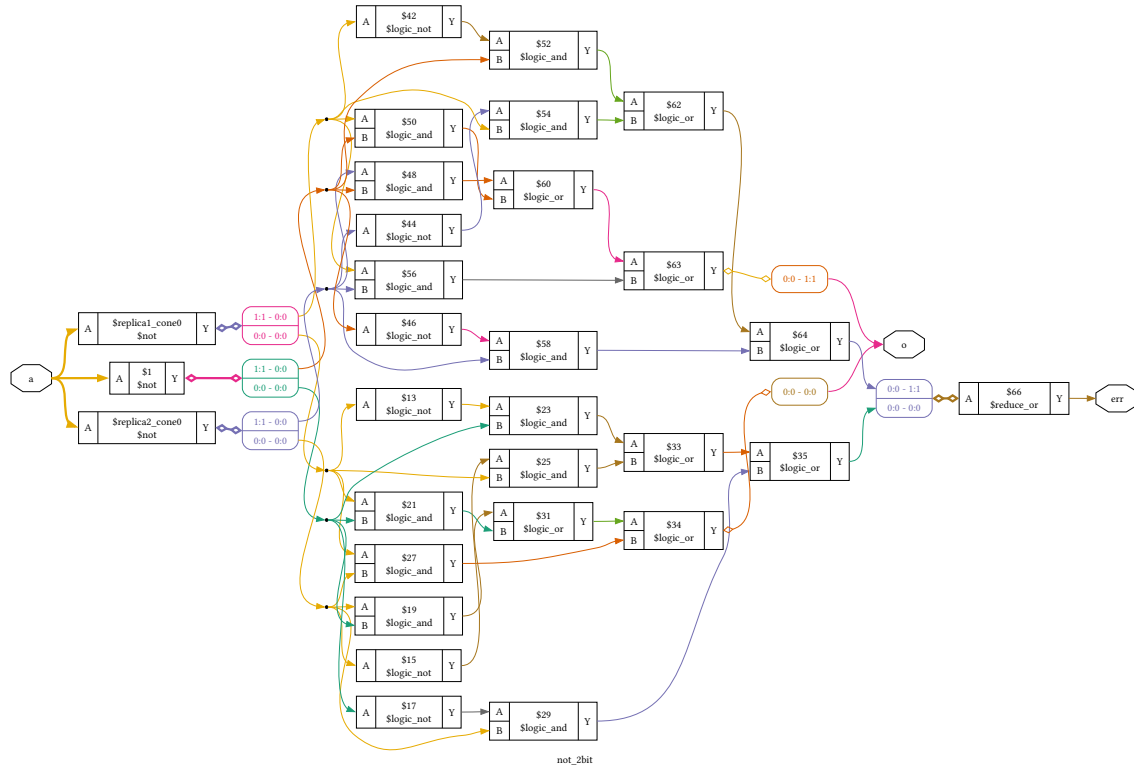 A
$42
$logic_not
Y
A
B
$52
$logic_and
Y
A
B
$50
$logic_and
Y
A
B
$54
$logic_and
Y
A
B
$62
$logic_or
Y
A
B
$48
$logic_and
Y
A
B
$60
$logic_or
Y
A
$44
$logic_not
Y
A
B
$56
$logic_and
Y
A
B
$63
$logic_or
Y
0:0 - 1:1
a
A
$replica1_cone0
$not
Y
1:1 - 0:0
0:0 - 0:0
A
$46
$logic_not
Y
A
B
$58
$logic_and
Y
A
B
$64
$logic_or
Y
o
A
$1
$not
Y
1:1 - 0:0
0:0 - 0:0
A
$replica2_cone0
$not
Y
1:1 - 0:0
0:0 - 0:0
A
$13
$logic_not
Y
A
B
$23
$logic_and
Y
0:0 - 0:0
0:0 - 1:1
0:0 - 0:0
A
$66
$reduce_or
Y
err
A
B
$25
$logic_and
Y
A
B
$33
$logic_or
Y
A
B
$35
$logic_or
Y
A
B
$21
$logic_and
Y
A
B
$31
$logic_or
Y
A
B
$34
$logic_or
Y
A
B
$27
$logic_and
Y
A
B
$19
$logic_and
Y
A
$15
$logic_not
Y
A
$17
$logic_not
Y
A
B
$29
$logic_and
Y
not_2bit